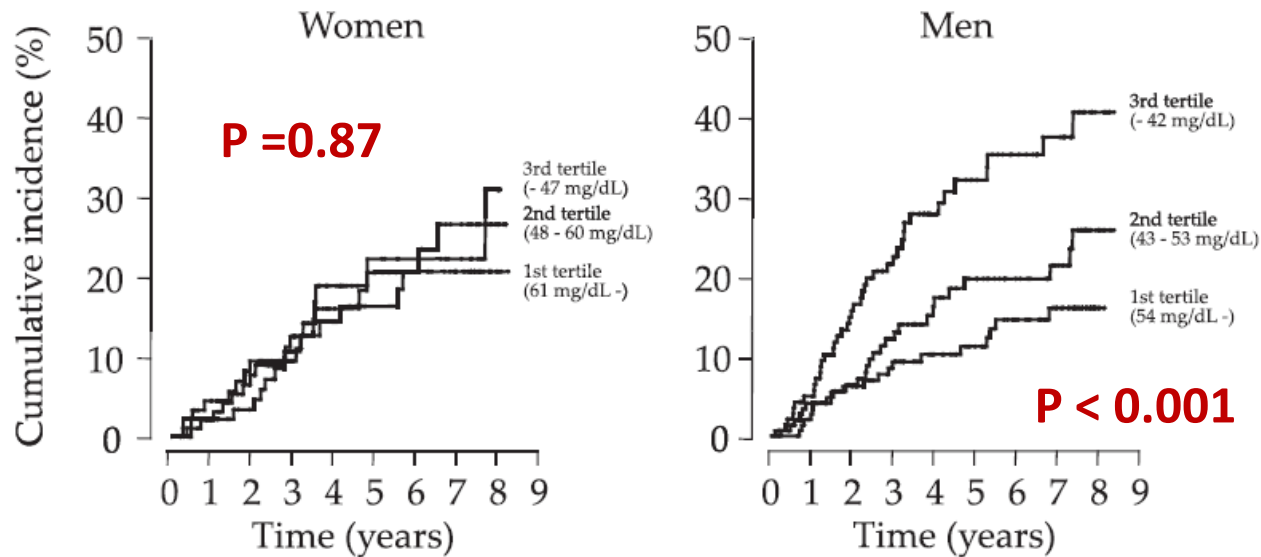 Women
Cumulative incidence (%)
50
40
30
20
10
0
P =0.87
3rd tertile
(- 47 mg/dL)
2nd tertile
(48 - 60 mg/dL)
1st tertile
(61 mg/dL -)
0 1 2 3 4 5 6 7 8 9
Time (years)
Men
50
40
30
20
10
0
3rd tertile
(- 42 mg/dL)
2nd tertile
(43 - 53 mg/dL)
1st tertile
(54 mg/dL -)
P < 0.001
0 1 2 3 4 5 6 7 8 9
Time (years)